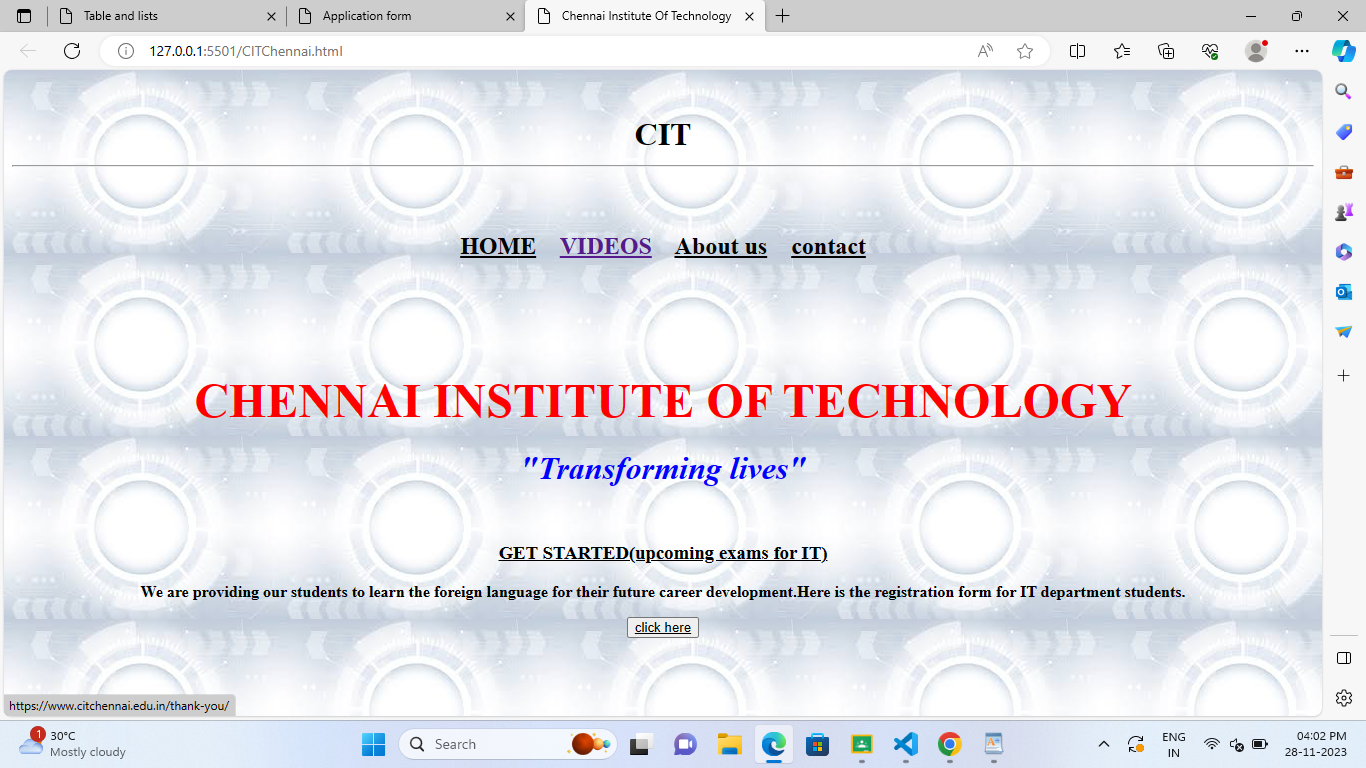 Table and lists
Application form
Chennai Institute Of Technology
127.0.0.1:5501/CITChennai.html
CIT
HOME VIDEOS About us contact
CHENNAI INSTITUTE OF TECHNOLOGY
"Transforming lives"
GET STARTED(upcoming exams for IT)
We are providing our students to learn the foreign language for their future career development.Here is the registration form for IT department students.
click here
https://www.citchennai.edu.in/thank-you/
1
30°C
Mostly cloudy
Search
ENG
IN
04:02 PM
28-11-2023